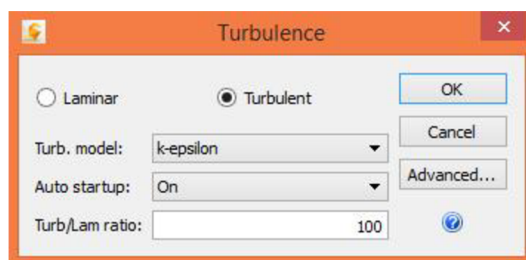 Turbulence
Laminar
Turbulent
OK
Turb. model:
k-epsilon
Cancel
Auto startup:
On
Advanced...
Turb/Lam ratio:
100